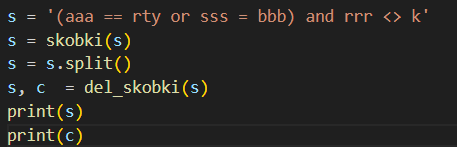 s = '(aaa == rty or sss = bbb) and rrr <> k'
s = skobki(s)
s = s.split()
s, c  = del_skobki(s)
print(s)
print(c)